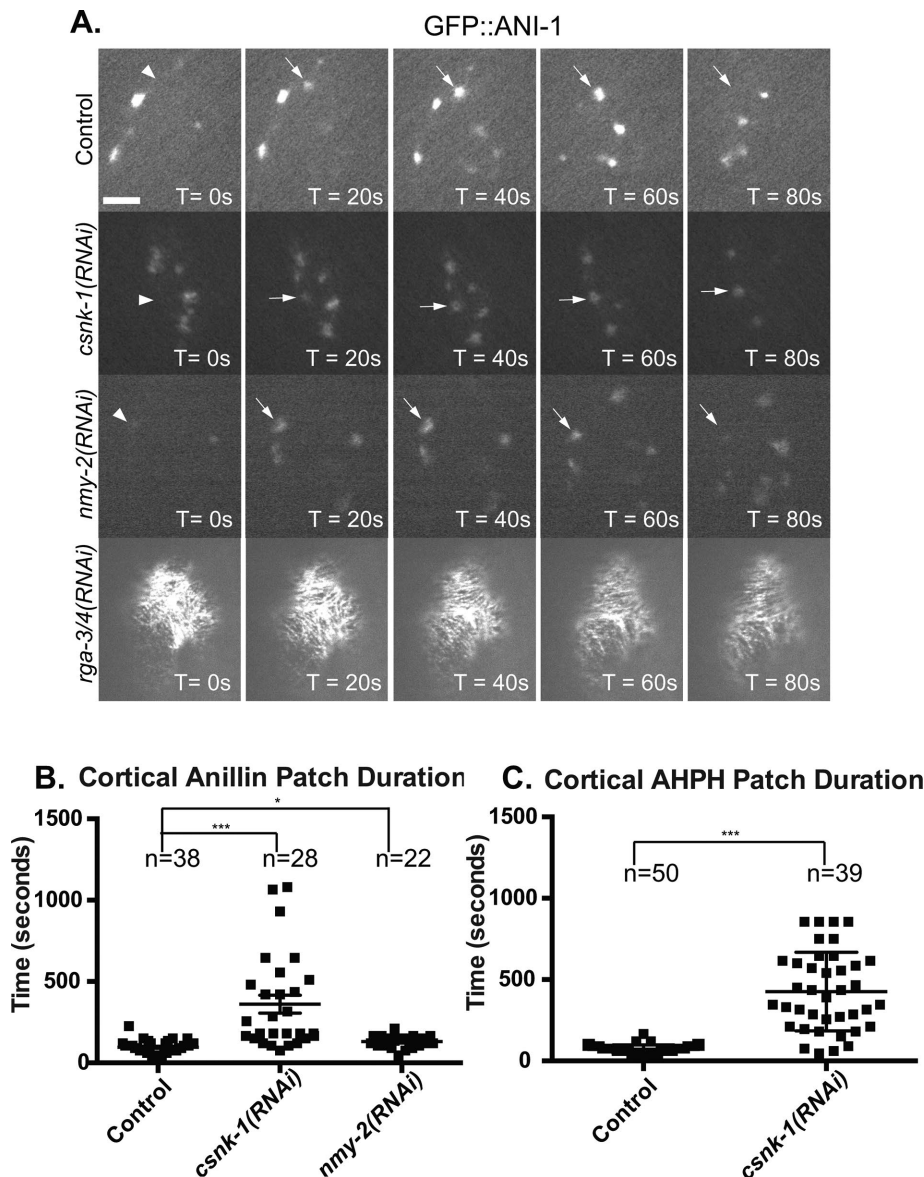 A.
GFP::ANI-1
Control
T= 0s
T = 20s
T = 40s
T = 60s
T = 80s
csnk-1(RNAi)
T = 0s
T = 20s
T = 40s
T = 60s
T = 80s
nmy-2(RNAi)
T = 0s
T = 20s
T = 40s
T = 60s
T = 80s
rga-3/4(RNAi)
T = 0s
T = 20s
T = 40s
T = 60s
T = 80s
B. Cortical Anillin Patch Duration
*
***
n=38
n=28
n=22
Time (seconds)
1500
1000
500
0
Control
csnk-1(RNAi)
nmy-2(RNAi)
C. Cortical AHPH Patch Duration
***
n=50
n=39
Time (seconds)
1500
1000
500
0
Control
csnk-1(RNAi)